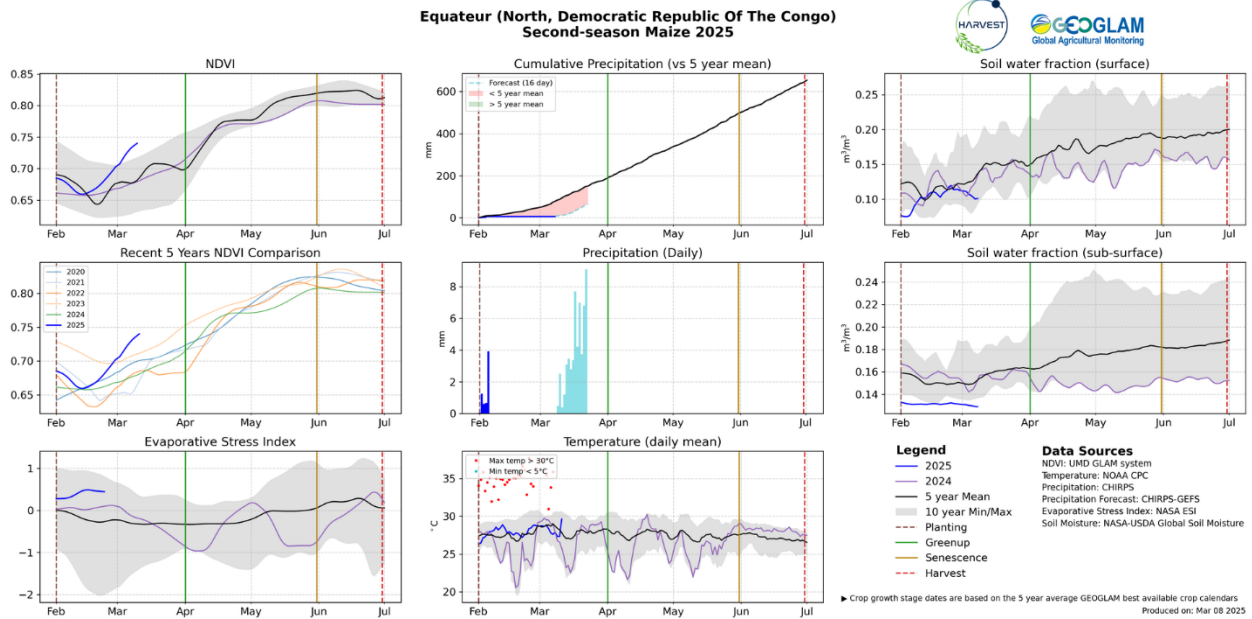 Equateur (North, Democratic Republic Of The Congo)
Second-season Maize 2025
HARVEST
GEOGLAM
Global Agricultural Monitoring
NDVI
0.85
0.80
0.75
0.70
0.65
Feb Mar Apr May Jun Jul
Cumulative Precipitation (vs 5 year mean)
Forecast (16 day)
< 5 year mean
> 5 year mean
600
400
200
0
mm
Feb Mar Apr May Jun Jul
Soil water fraction (surface)
0.25
0.20
0.15
0.10
m³/m³
Feb Mar Apr May Jun Jul
Recent 5 Years NDVI Comparison
2020
2021
2022
2023
2024
2025
0.80
0.75
0.70
0.65
Feb Mar Apr May Jun Jul
Precipitation (Daily)
8
6
4
2
0
mm
Feb Mar Apr May Jun Jul
Soil water fraction (sub-surface)
0.24
0.22
0.20
0.18
0.16
0.14
m³/m³
Feb Mar Apr May Jun Jul
Evaporative Stress Index
1
0
−1
−2
Feb Mar Apr May Jun Jul
Temperature (daily mean)
Max temp > 30°C
Min temp < 5°C
35
30
25
20
°C
Feb Mar Apr May Jun Jul
Legend
2025
2024
5 year Mean
10 year Min/Max
Planting
Greenup
Senescence
Harvest
Data Sources
NDVI: UMD GLAM system
Temperature: NOAA CPC
Precipitation: CHIRPS
Precipitation Forecast: CHIRPS-GEFS
Evaporative Stress Index: NASA ESI
Soil Moisture: NASA-USDA Global Soil Moisture
▶ Crop growth stage dates are based on the 5 year average GEOGLAM best available crop calendars
Produced on: Mar 08 2025